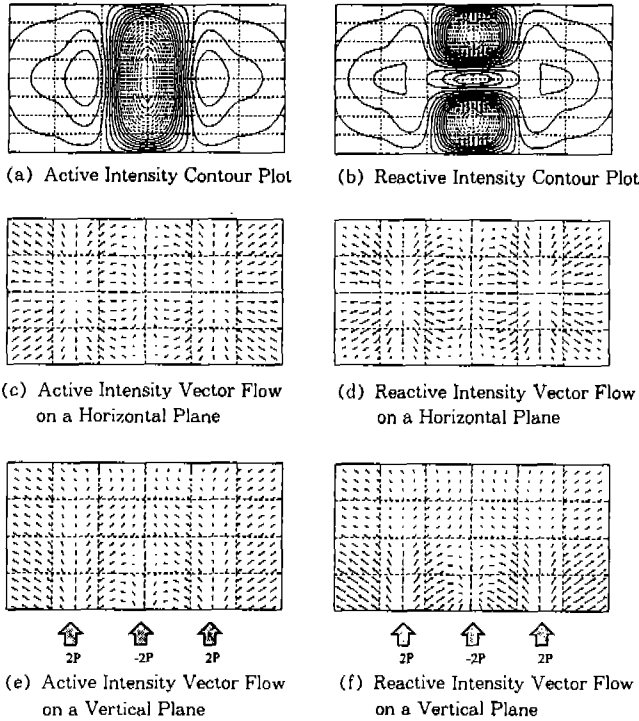 (a) Active Intensity Contour Plot
(b) Reactive Intensity Contour Plot
(c) Active Intensity Vector Flow
on a Horizontal Plane
(d) Reactive Intensity Vector Flow
on a Horizontal Plane
2P -2P 2P
2P -2P 2P
(e) Active Intensity Vector Flow
on a Vertical Plane
(f) Reactive Intensity Vector Flow
on a Vertical Plane